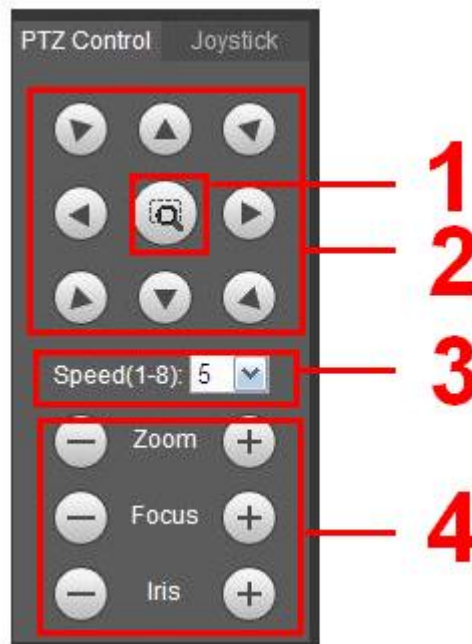 PTZ Control Joystick
1
2
Speed(1-8): 5
3
Zoom
Focus
4
Iris